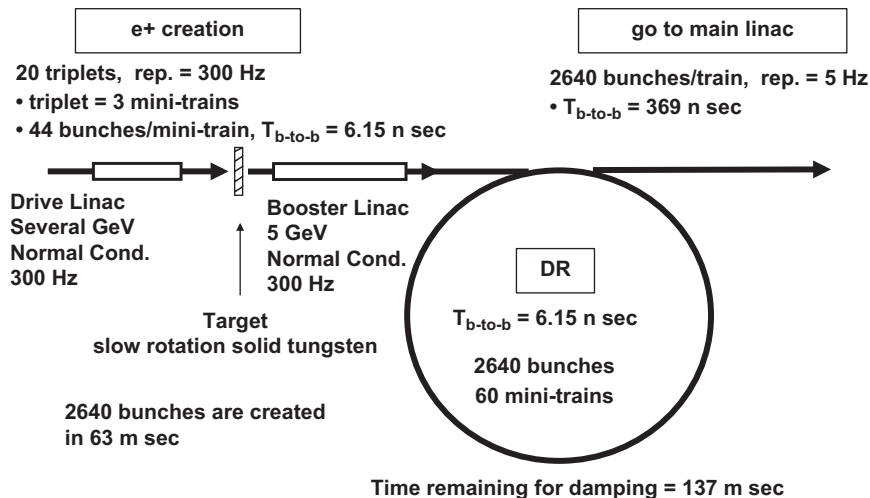 e+ creation
go to main linac
20 triplets, rep. = 300 Hz
• triplet = 3 mini-trains
• 44 bunches/mini-train, Tb-to-b = 6.15 n sec
2640 bunches/train, rep. = 5 Hz
• Tb-to-b = 369 n sec
Drive Linac
Several GeV
Normal Cond.
300 Hz
Booster Linac
5 GeV
Normal Cond.
300 Hz
Target
slow rotation solid tungsten
DR
Tb-to-b = 6.15 n sec
2640 bunches
60 mini-trains
2640 bunches are created
in 63 m sec
Time remaining for damping = 137 m sec